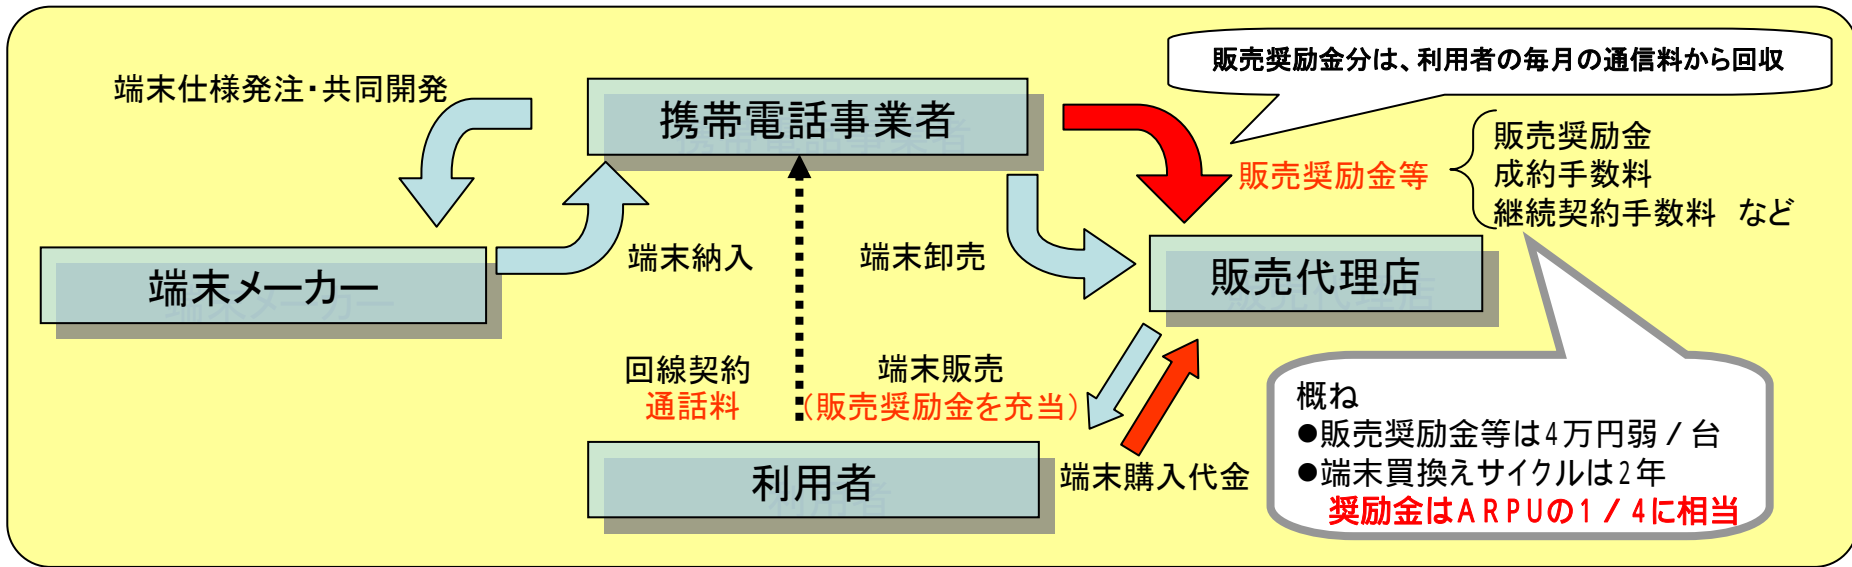 販売奨励金分は、利用者の毎月の通信料から回収
端末仕様発注・共同開発
携帯電話事業者
販売奨励金等
販売奨励金
成約手数料
継続契約手数料 など
端末メーカー
端末納入
端末卸売
販売代理店
回線契約
通話料
端末販売
(販売奨励金を充当)
利用者
端末購入代金
概ね
●販売奨励金等は4万円弱/台
●端末買換えサイクルは2年
奨励金はARPUの1/4に相当